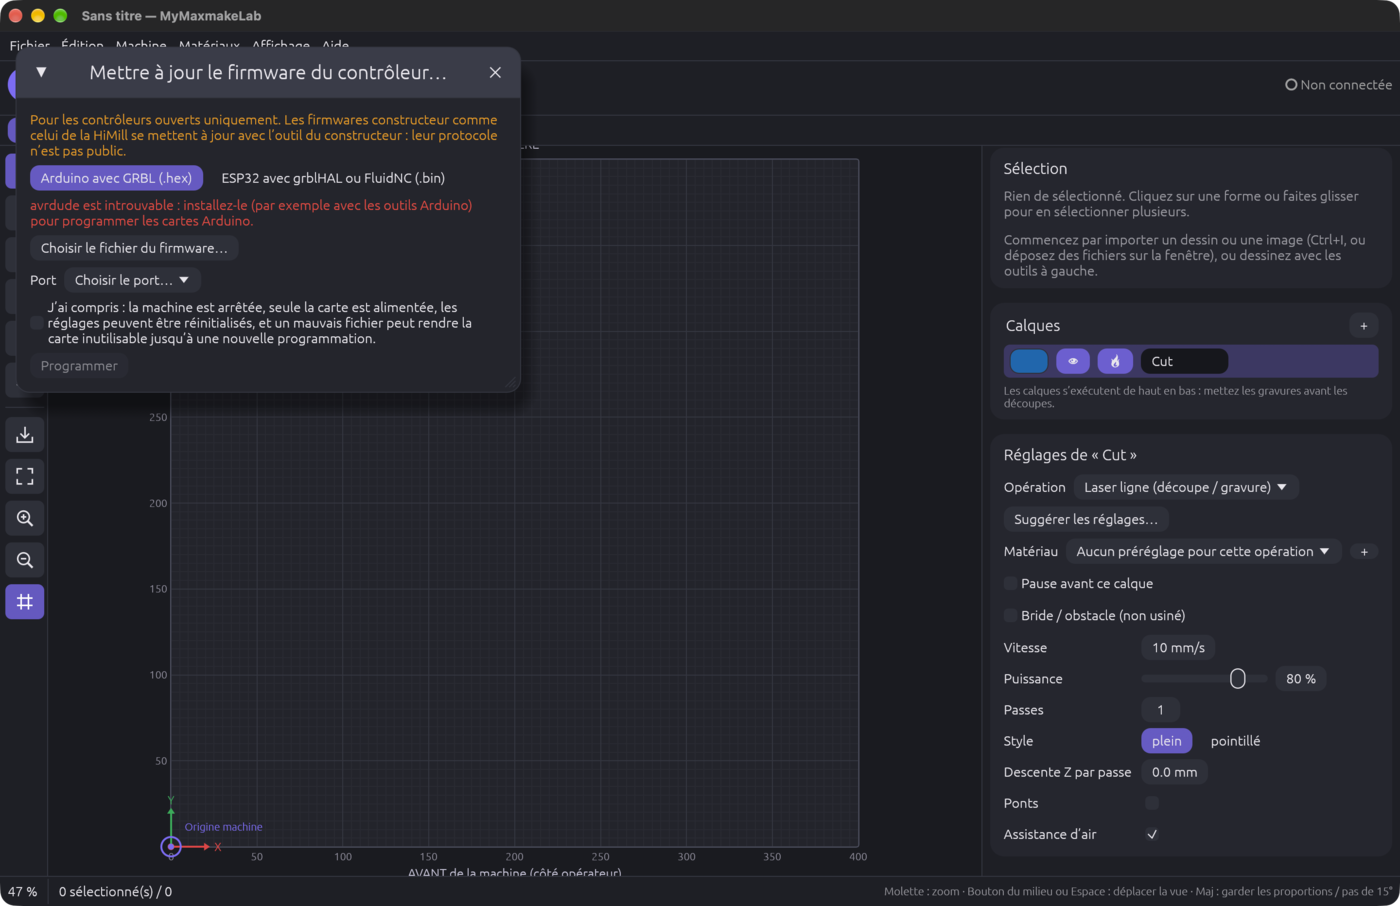 Sans titre — MyMaxmakeLab
Fichier Édition Machine Matériaux Affichage Aide
Mettre à jour le firmware du contrôleur…
Non connectée
Pour les contrôleurs ouverts uniquement. Les firmwares constructeur comme
celui de la HiMill se mettent à jour avec l’outil du constructeur : leur protocole
n’est pas public.
Arduino avec GRBL (.hex) ESP32 avec grblHAL ou FluidNC (.bin)
avrdude est introuvable : installez-le (par exemple avec les outils Arduino)
pour programmer les cartes Arduino.
Choisir le fichier du firmware…
Port Choisir le port…
J’ai compris : la machine est arrêtée, seule la carte est alimentée, les
réglages peuvent être réinitialisés, et un mauvais fichier peut rendre la
carte inutilisable jusqu’à une nouvelle programmation.
Programmer
250
200
150
100
50
Y
Origine machine
X
0 50 100 150 200 250 300 350 400
AVANT de la machine (côté opérateur)
Sélection
Rien de sélectionné. Cliquez sur une forme ou faites glisser
pour en sélectionner plusieurs.
Commencez par importer un dessin ou une image (Ctrl+I, ou
déposez des fichiers sur la fenêtre), ou dessinez avec les
outils à gauche.
Calques +
Cut
Les calques s’exécutent de haut en bas : mettez les gravures avant les
découpes.
Réglages de « Cut »
Opération Laser ligne (découpe / gravure)
Suggérer les réglages…
Matériau Aucun préréglage pour cette opération +
Pause avant ce calque
Bride / obstacle (non usiné)
Vitesse 10 mm/s
Puissance 80 %
Passes 1
Style plein pointillé
Descente Z par passe 0.0 mm
Ponts
Assistance d’air
47 % 0 sélectionné(s) / 0
Molette : zoom · Bouton du milieu ou Espace : déplacer la vue · Maj : garder les proportions / pas de 15°